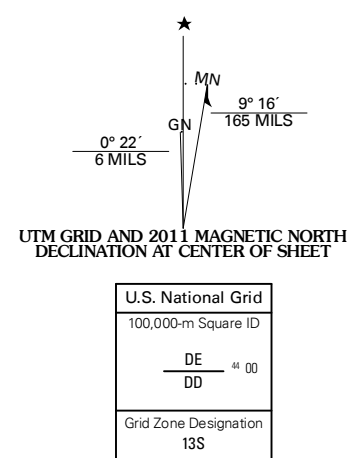 ★
MN
9° 16´
165 MILS
GN
0° 22´
6 MILS
UTM GRID AND 2011 MAGNETIC NORTH
DECLINATION AT CENTER OF SHEET
U.S. National Grid
100,000-m Square ID
DE
44 00
DD
Grid Zone Designation
13S